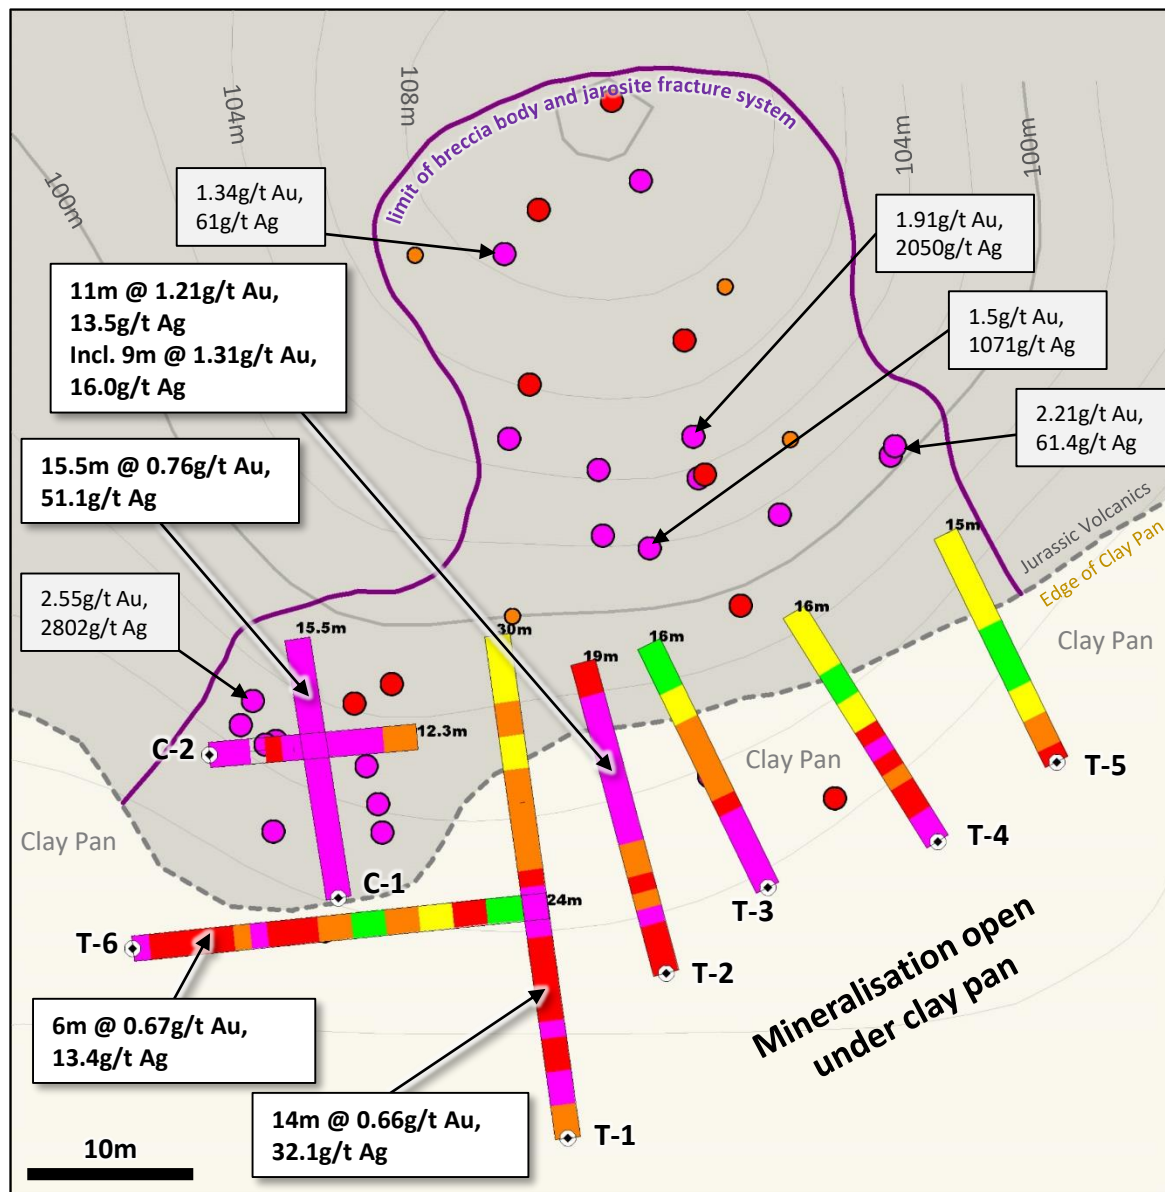 limit of breccia body and jarosite fracture system
104m
108m
104m
100m
100m
1.34g/t Au,
61g/t Ag
1.91g/t Au,
2050g/t Ag
11m @ 1.21g/t Au,
13.5g/t Ag
Incl. 9m @ 1.31g/t Au,
16.0g/t Ag
1.5g/t Au,
1071g/t Ag
2.21g/t Au,
61.4g/t Ag
15.5m @ 0.76g/t Au,
51.1g/t Ag
Jurassic Volcanics
Edge of Clay Pan
2.55g/t Au,
2802g/t Ag
15.5m
30m
19m
16m
16m
15m
Clay Pan
C-2
12.3m
Clay Pan
T-5
Clay Pan
T-4
C-1
T-3
24m
T-6
T-2
Mineralisation open
under clay pan
6m @ 0.67g/t Au,
13.4g/t Ag
14m @ 0.66g/t Au,
32.1g/t Ag
T-1
10m